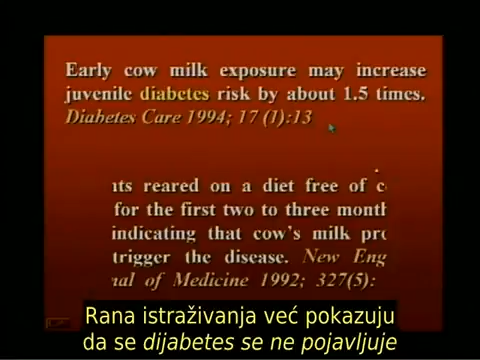 Early cow milk exposure may increase
juvenile diabetes risk by about 1.5 times.
Diabetes Care 1994; 17 (1):13
reared on a diet free of
for the first two to three
indicating that cow's milk
trigger the disease. New
of Medicine 1992; 327(5):
Rana istraživanja već pokazuju
da se dijabetes se ne pojavljuje